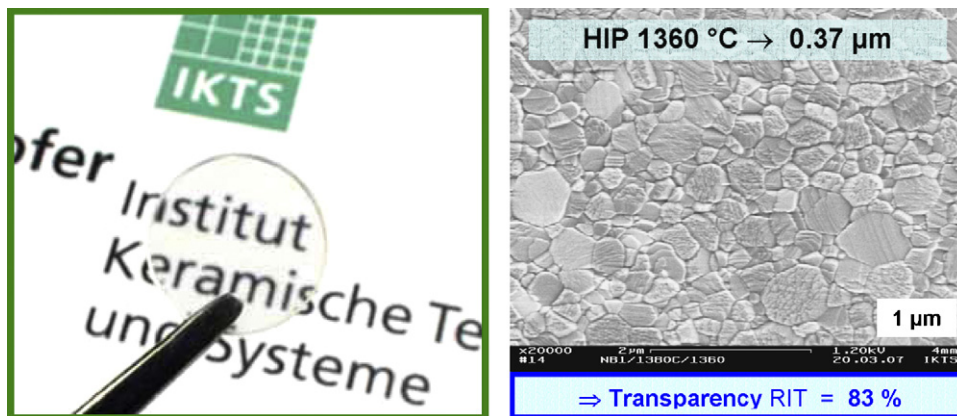 IKTS
ofer
Institut
Keramische Te
und Systeme
HIP 1360 °C → 0.37 µm
1 µm
x20000 2µm 1.20kV 4mm
#14 NB1/1380C/1360 20.03.07 IKTS
⇒ Transparency RIT = 83 %